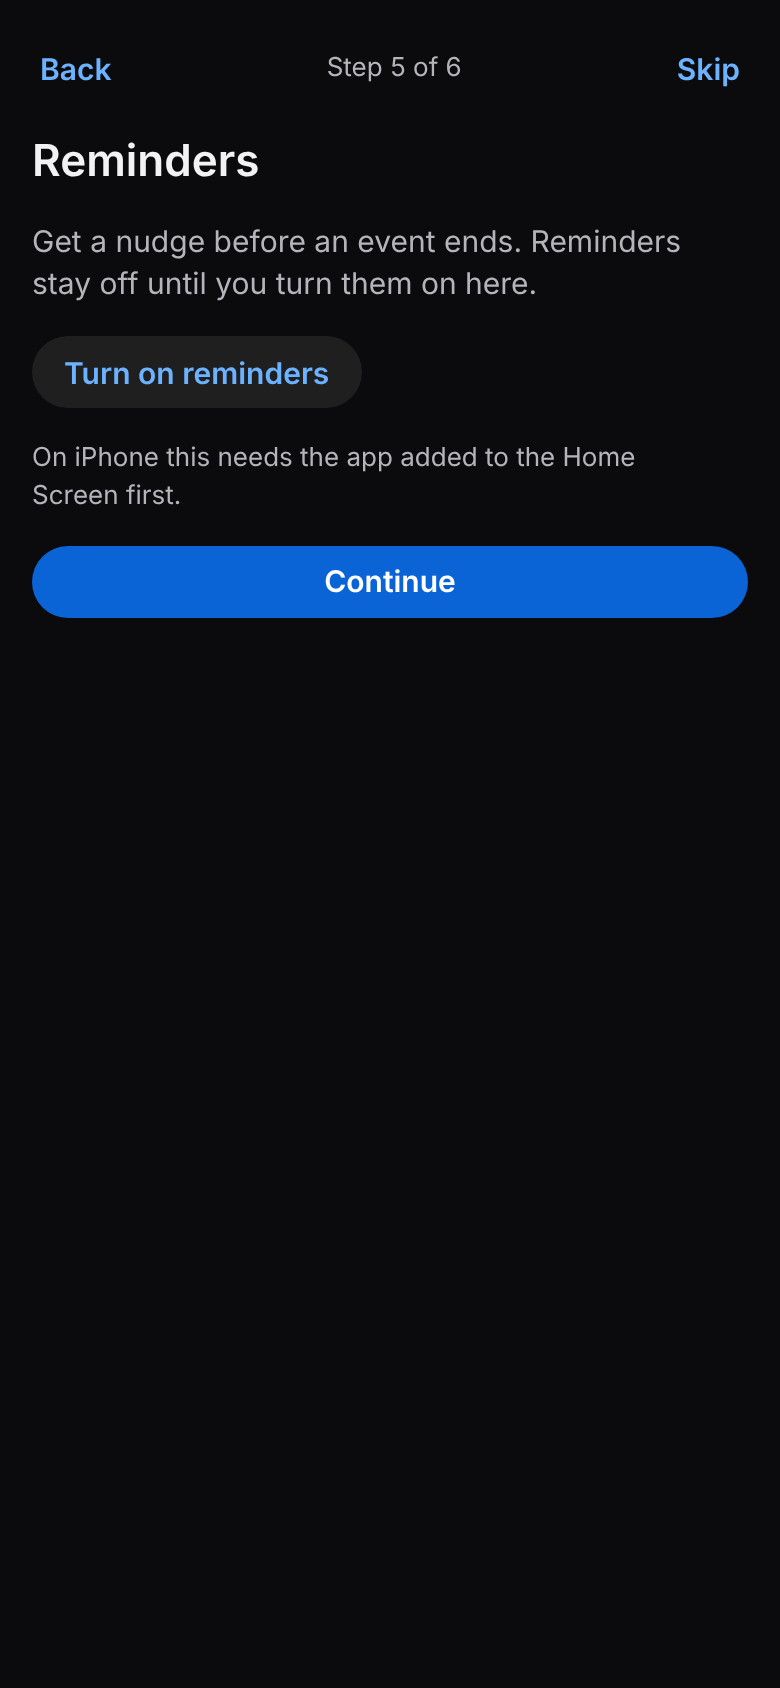 Back
Step 5 of 6
Skip
Reminders
Get a nudge before an event ends. Reminders
stay off until you turn them on here.
Turn on reminders
On iPhone this needs the app added to the Home
Screen first.
Continue